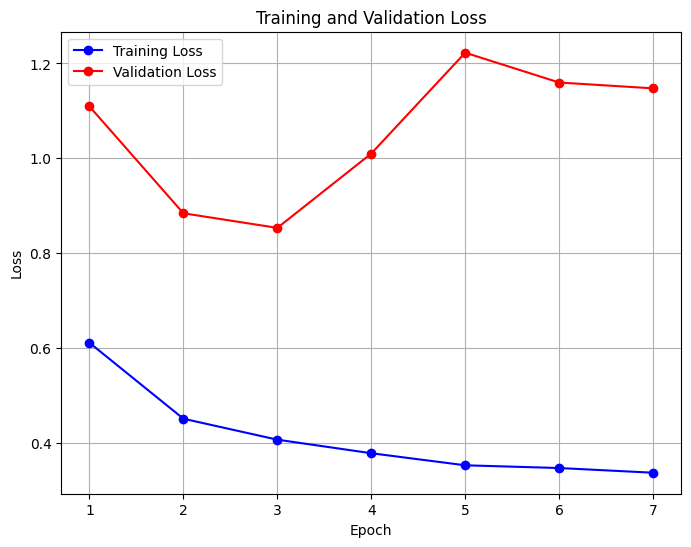 Training and Validation Loss
Training Loss
Validation Loss
1.2
1.0
0.8
0.6
0.4
Loss
1 2 3 4 5 6 7
Epoch